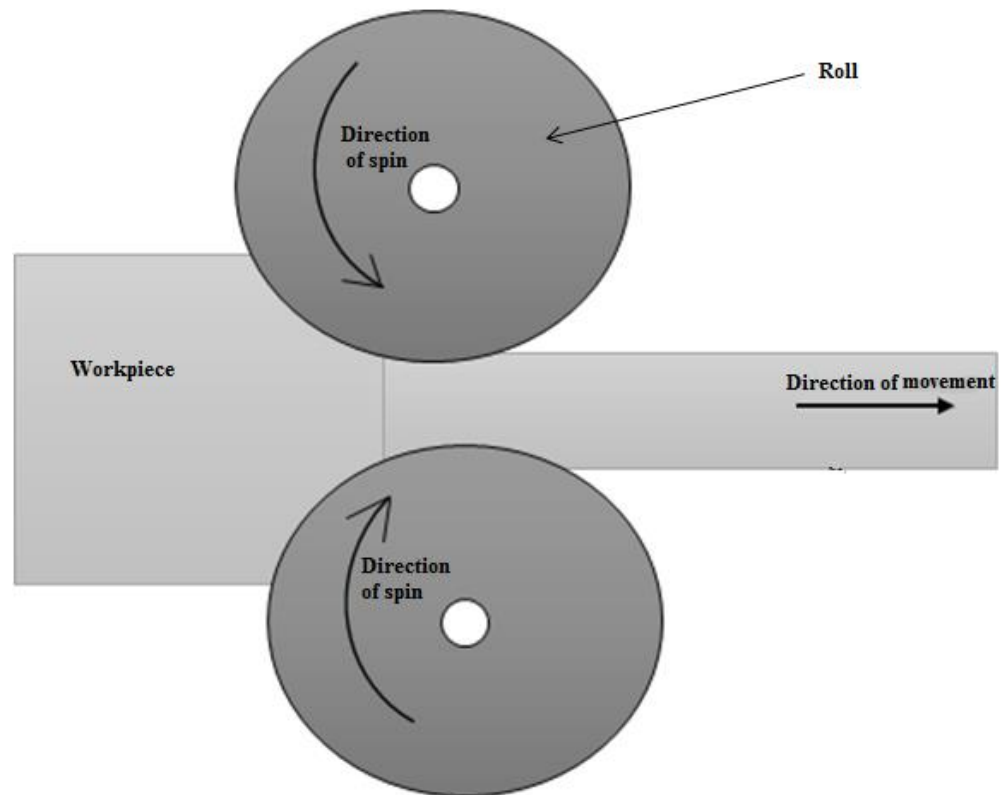 Roll
Direction
of spin
Workpiece
Direction of movement
Direction
of spin